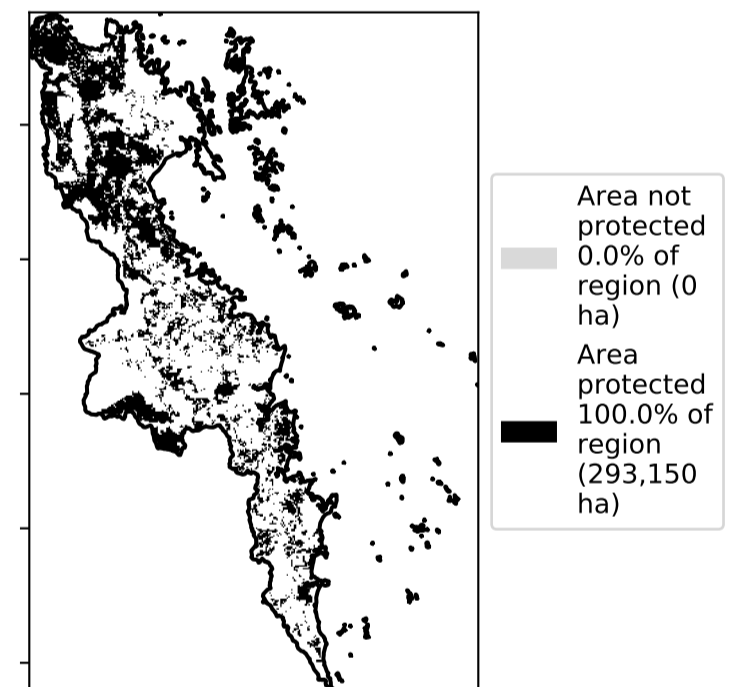 Area not
protected
0.0% of
region (0
ha)
Area
protected
100.0% of
region
(293,150
ha)